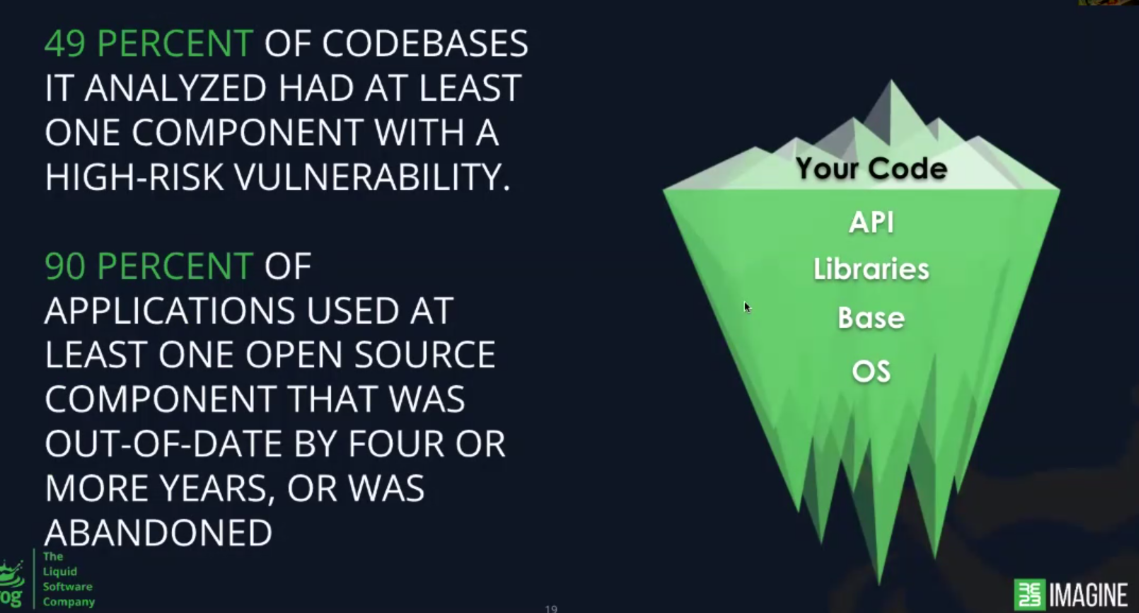 49 PERCENT OF CODEBASES
IT ANALYZED HAD AT LEAST
ONE COMPONENT WITH A
HIGH-RISK VULNERABILITY.
90 PERCENT OF
APPLICATIONS USED AT
LEAST ONE OPEN SOURCE
COMPONENT THAT WAS
OUT-OF-DATE BY FOUR OR
MORE YEARS, OR WAS
ABANDONED
Your Code
API
Libraries
Base
OS
The
Liquid
Software
Company
19
IMAGINE